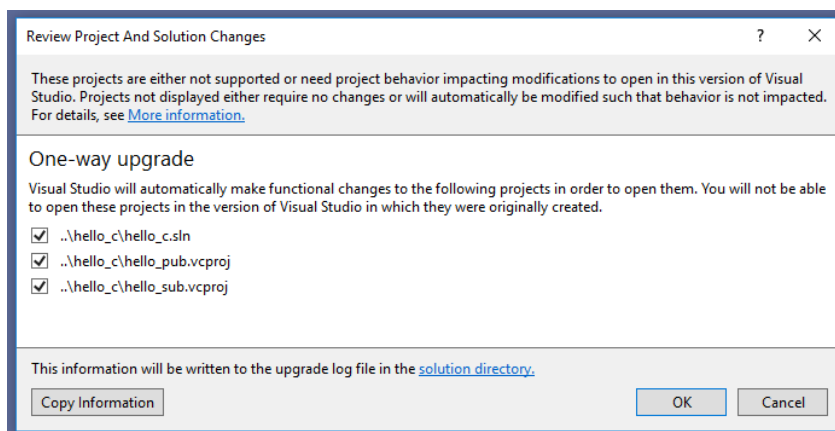 Review Project And Solution Changes
?
These projects are either not supported or need project behavior impacting modifications to open in this version of Visual
Studio. Projects not displayed either require no changes or will automatically be modified such that behavior is not impacted.
For details, see More information.
One-way upgrade
Visual Studio will automatically make functional changes to the following projects in order to open them. You will not be able
to open these projects in the version of Visual Studio in which they were originally created.
..\hello_c\hello_c.sln
..\hello_c\hello_pub.vcproj
..\hello_c\hello_sub.vcproj
This information will be written to the upgrade log file in the solution directory.
Copy Information OK Cancel